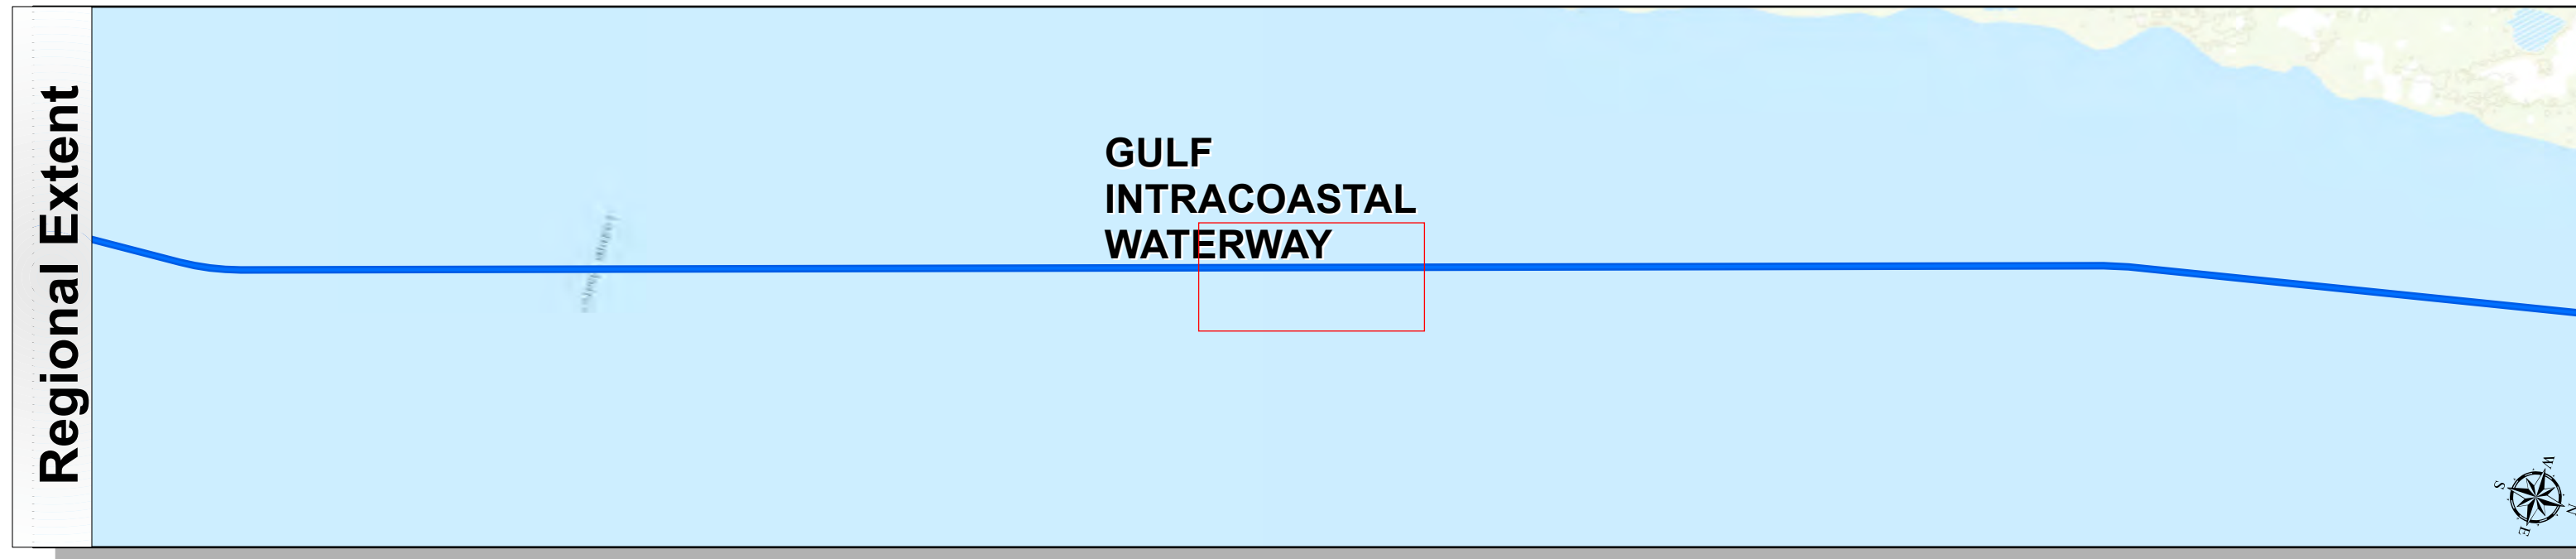 Regional Extent
GULF
INTRACOASTAL
WATERWAY
W
S
N
E